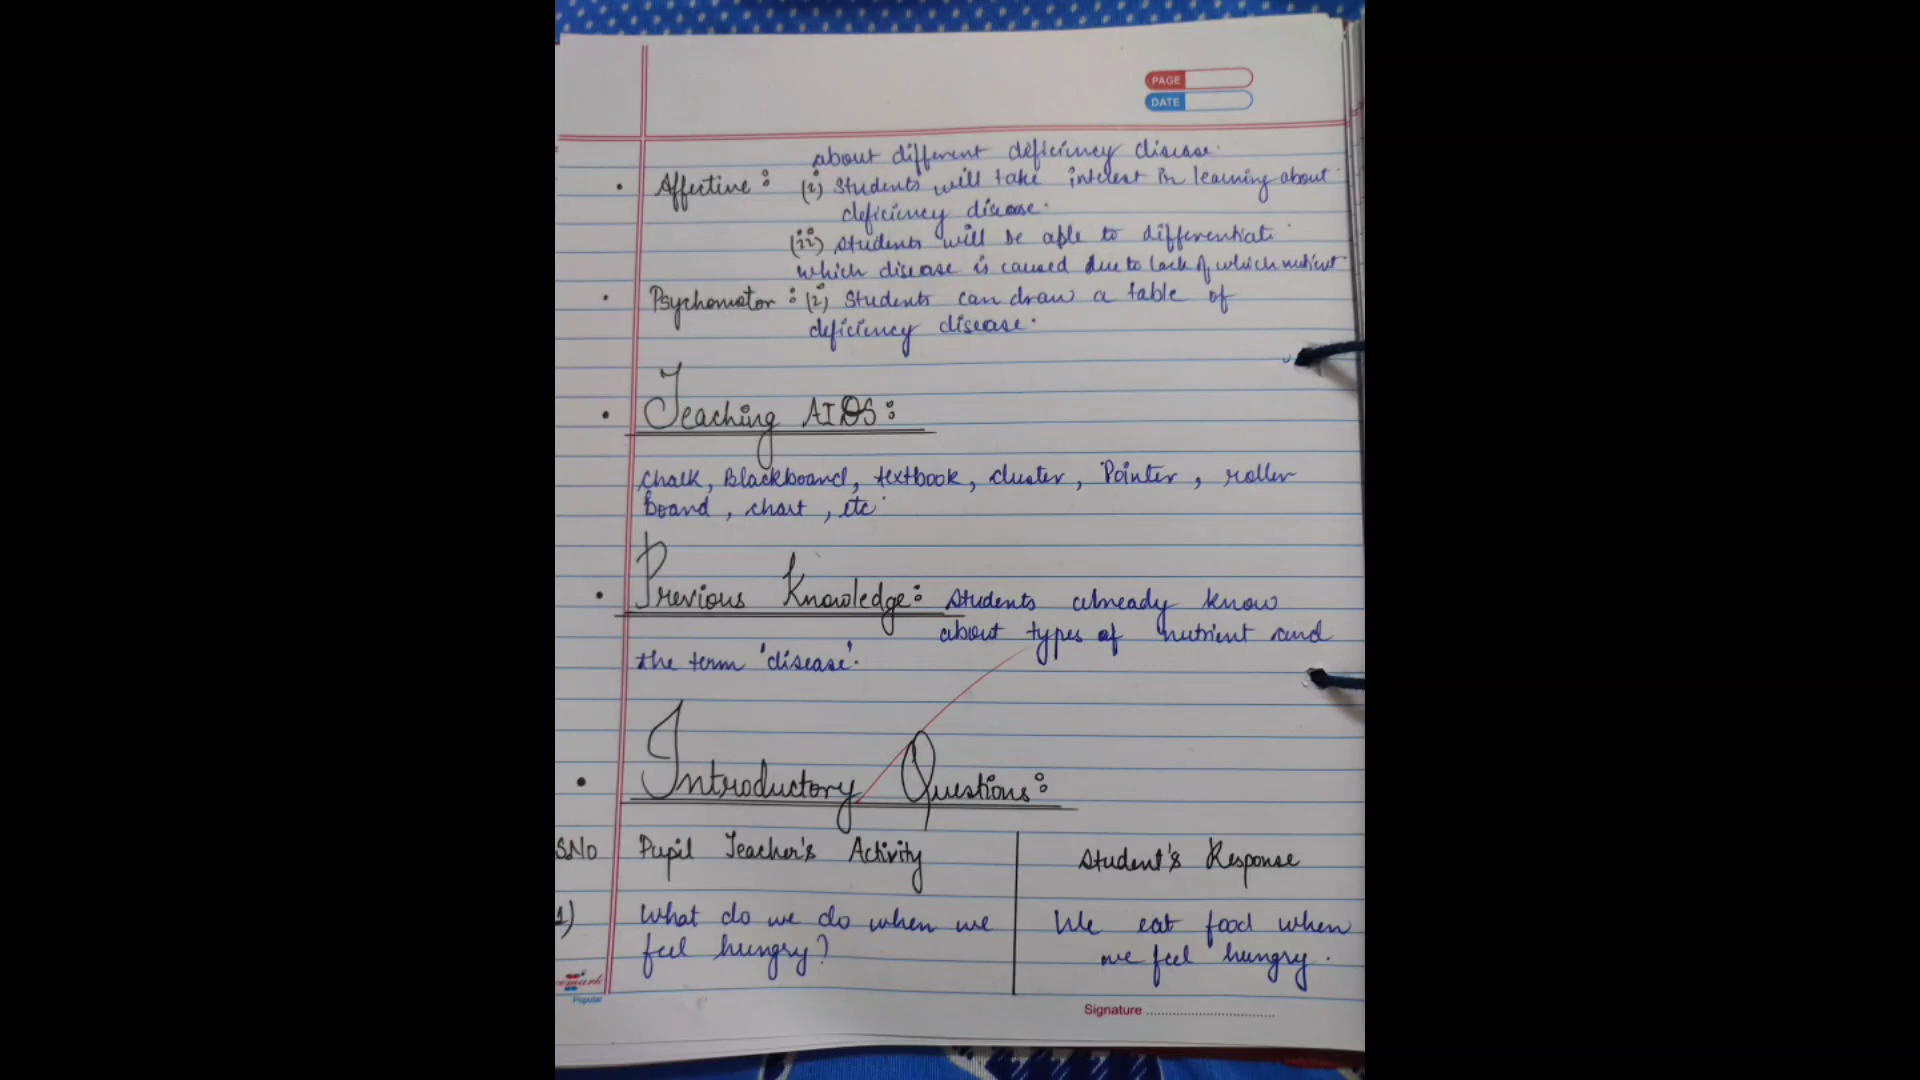 PAGE
DATE
about different deficiency disease.
• Affective: (i) Students will take interest in learning about
deficiency disease.
(ii) Students will be able to differentiate
which disease is caused due to lack of which nutrient
• Psychomotor: (i) Students can draw a table of
deficiency disease.
• Teaching AIDS:
Chalk, Blackboard, textbook, duster, Pointer, roller
board, chart, etc.
• Previous Knowledge: Students already know
about types of nutrient and
the term 'disease'.
• Introductory Questions:
SNo Pupil Teacher's Activity Student's Response
1) What do we do when we We eat food when
feel hungry? we feel hungry.
Popular
Signature